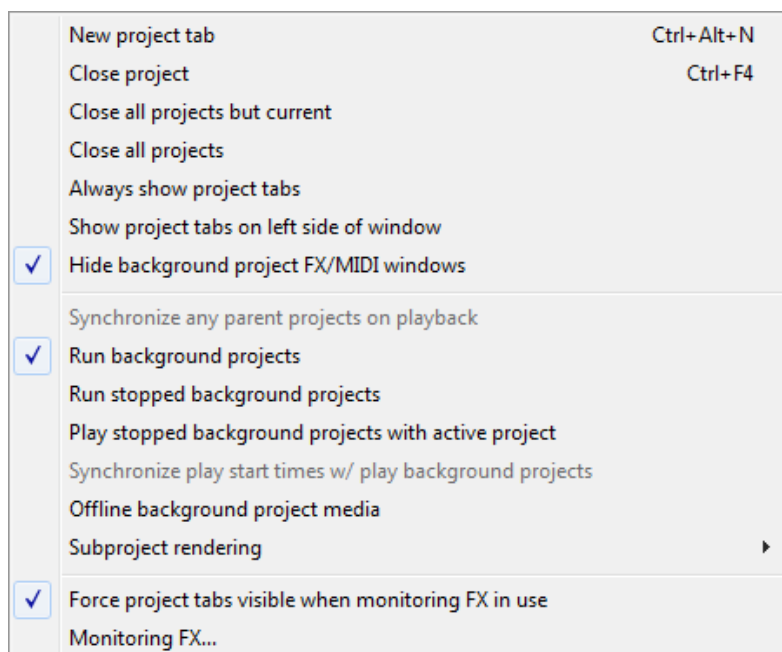 New project tab Ctrl+Alt+N
Close project Ctrl+F4
Close all projects but current
Close all projects
Always show project tabs
Show project tabs on left side of window
Hide background project FX/MIDI windows
Synchronize any parent projects on playback
Run background projects
Run stopped background projects
Play stopped background projects with active project
Synchronize play start times w/ play background projects
Offline background project media
Subproject rendering
Force project tabs visible when monitoring FX in use
Monitoring FX...